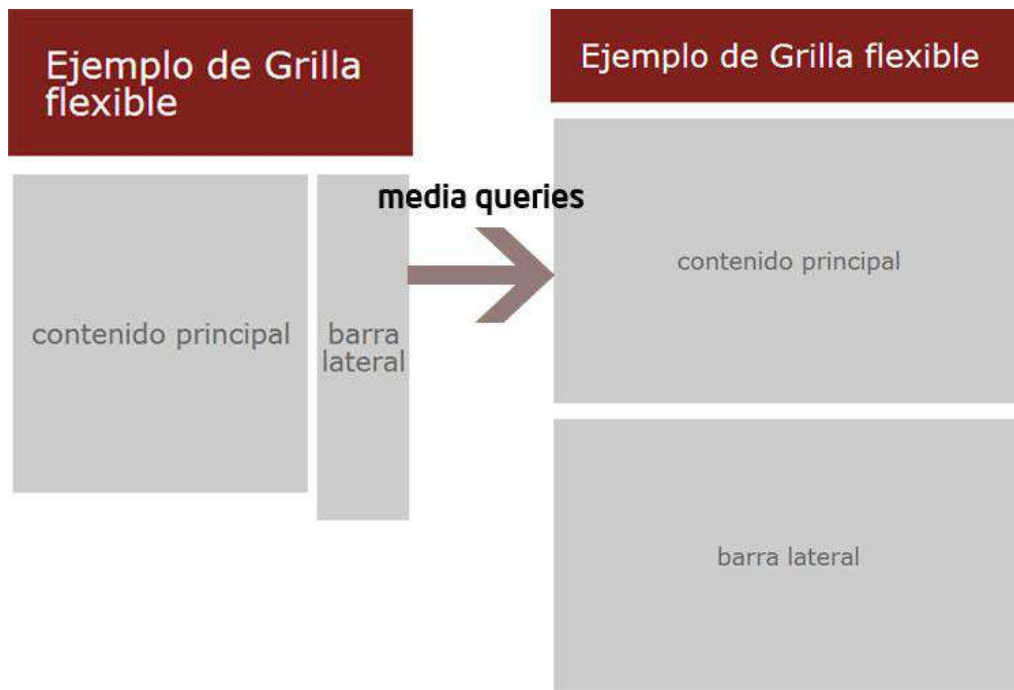 Ejemplo de Grilla
flexible
contenido principal
barra
lateral
media queries
Ejemplo de Grilla flexible
contenido principal
barra lateral